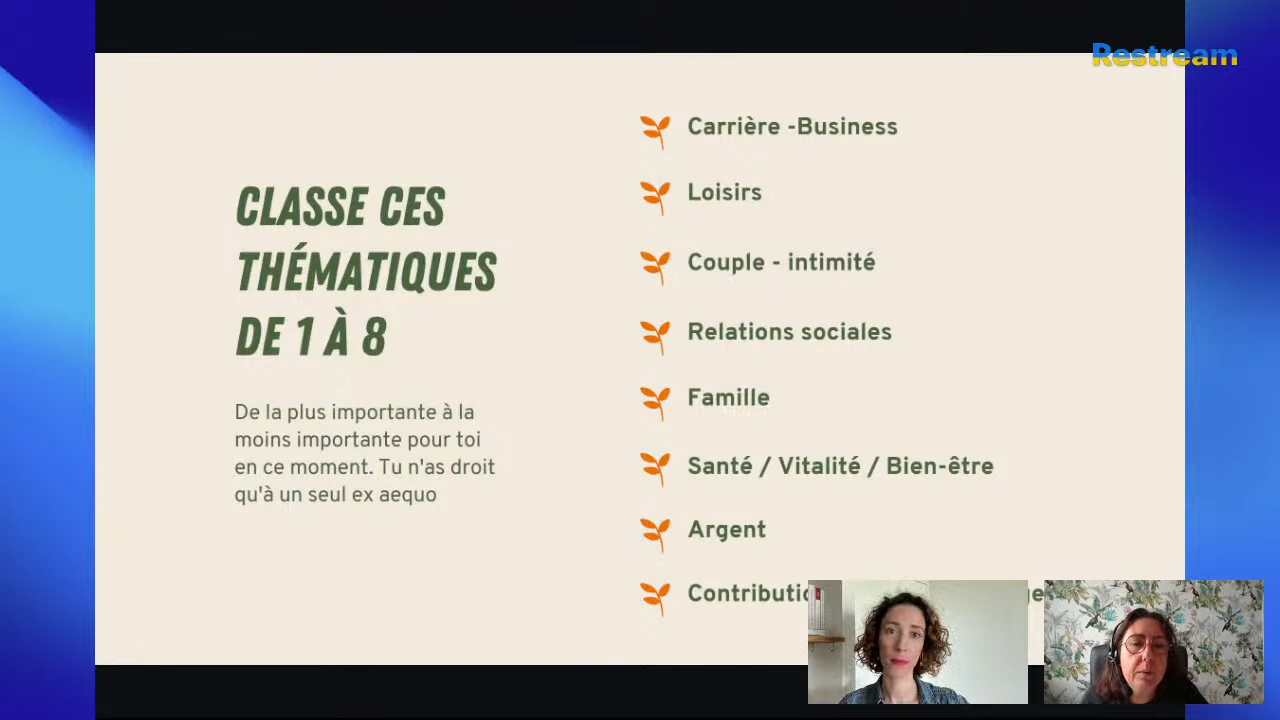 Restream
CLASSE CES
THÉMATIQUES
DE 1 À 8
De la plus importante à la
moins importante pour toi
en ce moment. Tu n'as droit
qu'à un seul ex aequo
Carrière -Business
Loisirs
Couple - intimité
Relations sociales
Famille
Santé / Vitalité / Bien-être
Argent